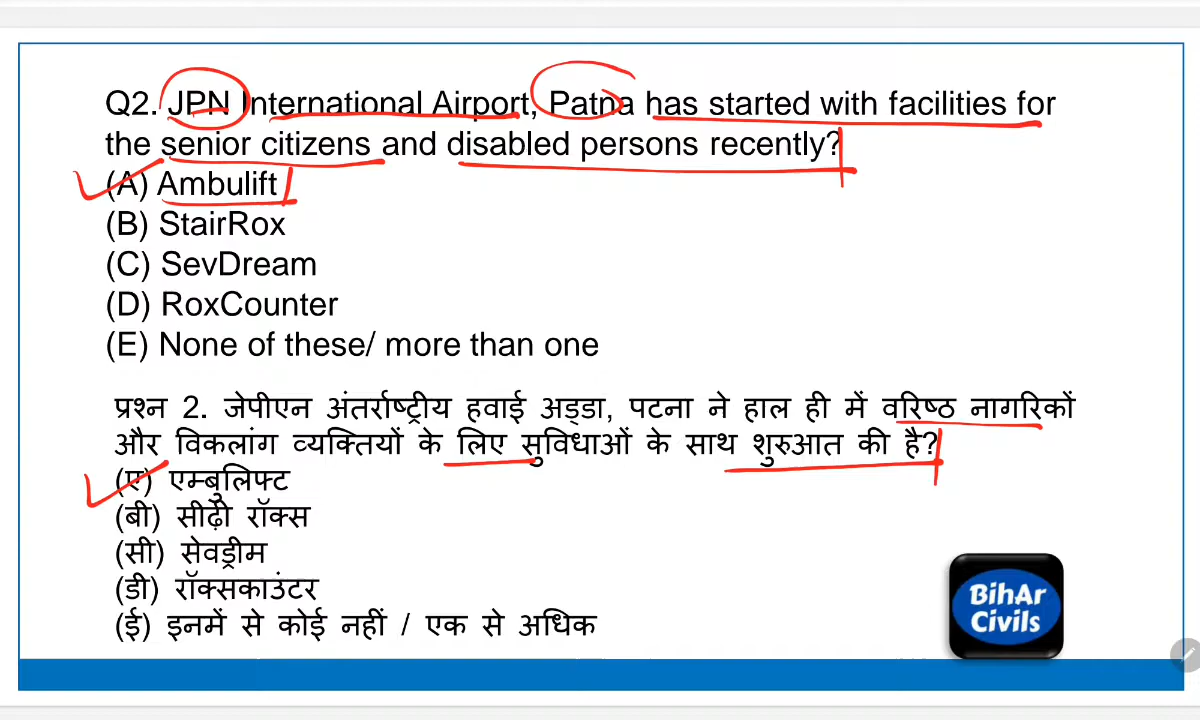 Q2. JPN International Airport, Patna has started with facilities for
the senior citizens and disabled persons recently?
(A) Ambulift
(B) StairRox
(C) SevDream
(D) RoxCounter
(E) None of these/ more than one
प्रश्न 2. जेपीएन अंतर्राष्ट्रीय हवाई अड्डा, पटना ने हाल ही में वरिष्ठ नागरिकों
और विकलांग व्यक्तियों के लिए सुविधाओं के साथ शुरुआत की है?
(ए) एम्बुलिफ्ट
(बी) सीढ़ी रॉक्स
(सी) सेवड्रीम
(डी) रॉक्सकाउंटर
(ई) इनमें से कोई नहीं / एक से अधिक
BihAr
Civils